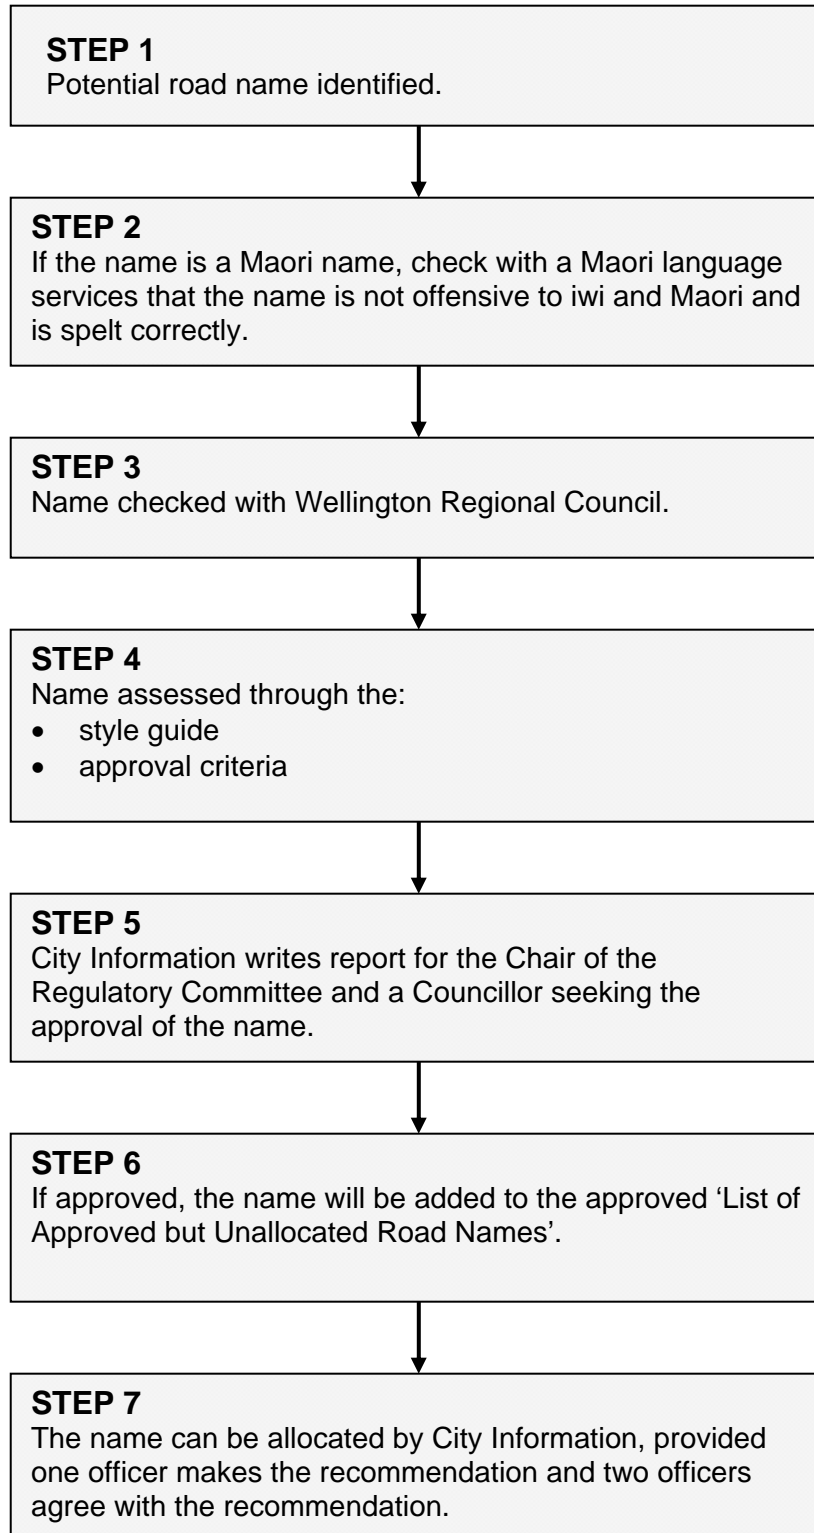 STEP 1
Potential road name identified.
STEP 2
If the name is a Maori name, check with a Maori language
services that the name is not offensive to iwi and Maori and
is spelt correctly.
STEP 3
Name checked with Wellington Regional Council.
STEP 4
Name assessed through the:
• style guide
• approval criteria
STEP 5
City Information writes report for the Chair of the
Regulatory Committee and a Councillor seeking the
approval of the name.
STEP 6
If approved, the name will be added to the approved ‘List of
Approved but Unallocated Road Names’.
STEP 7
The name can be allocated by City Information, provided
one officer makes the recommendation and two officers
agree with the recommendation.